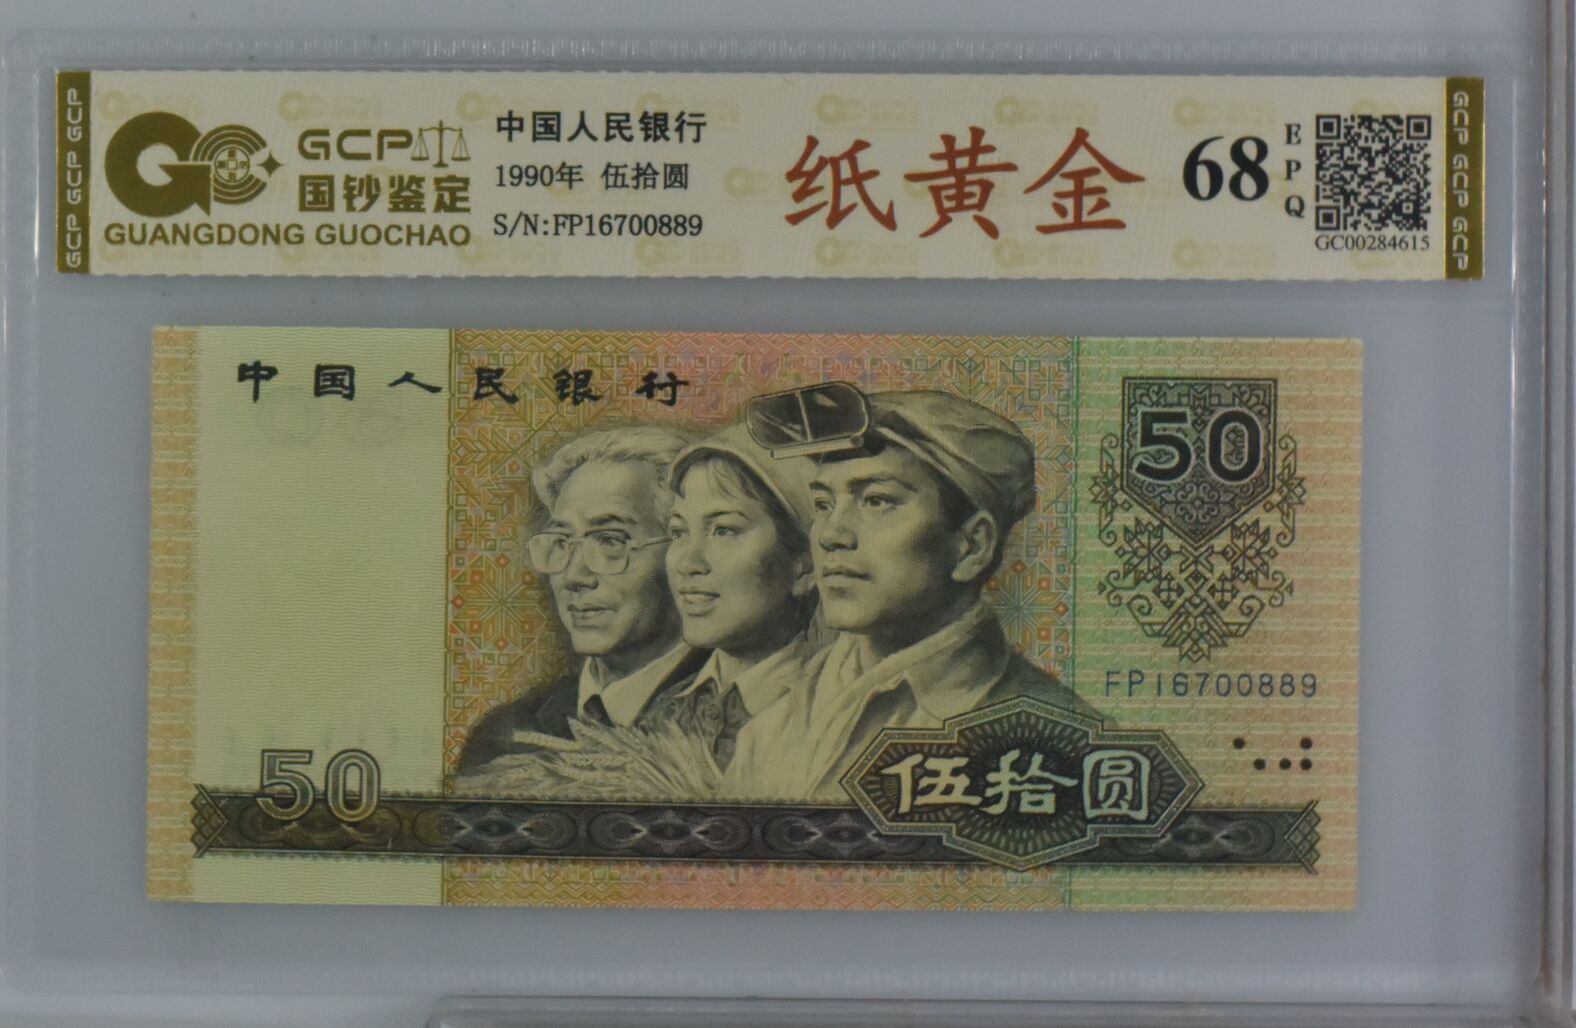 GCP
国钞鉴定
GUANGDONG GUOCHAO
中国人民银行
1990年 伍拾圆
S/N:FP16700889
纸黄金
68
EPQ
GC00284615
GCP GCP GCP
GCP GCP GCP
中国人民银行
50
FP16700889
50
伍拾圆